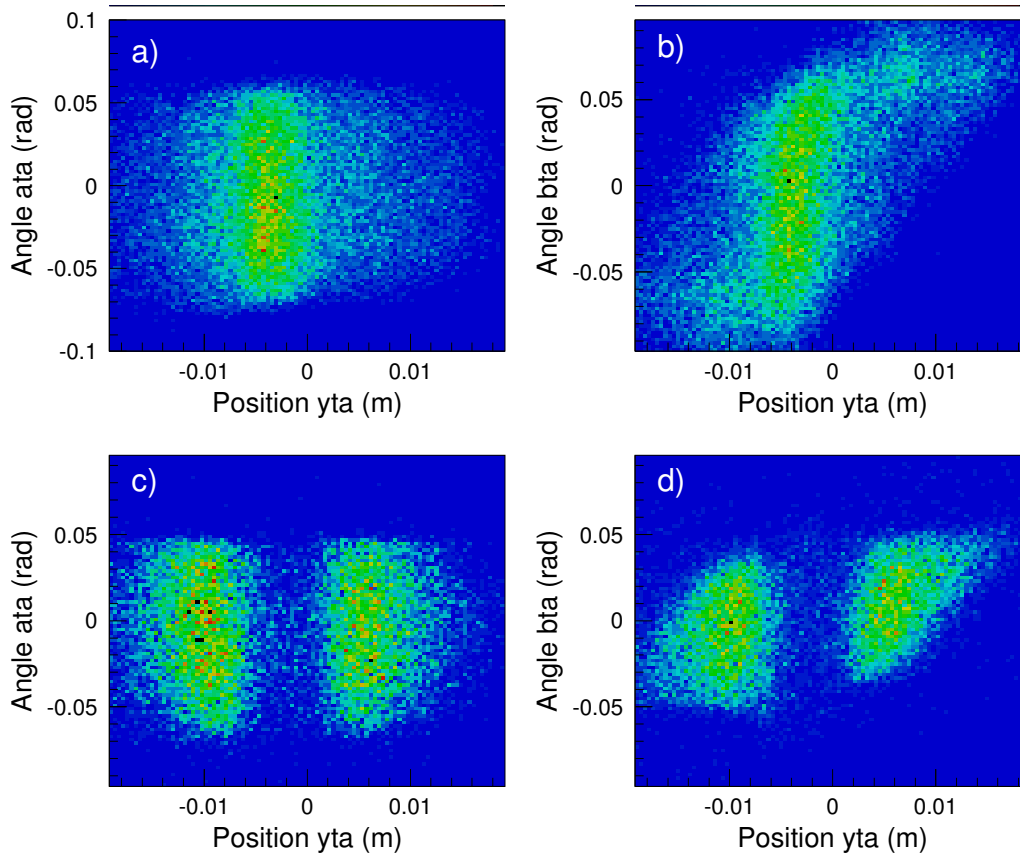 a)
0.1
0.05
0
-0.05
-0.1
Angle ata (rad)
-0.01 0 0.01
Position yta (m)
b)
0.05
0
-0.05
Angle bta (rad)
-0.01 0 0.01
Position yta (m)
c)
0.05
0
-0.05
Angle ata (rad)
-0.01 0 0.01
Position yta (m)
d)
0.05
0
-0.05
Angle bta (rad)
-0.01 0 0.01
Position yta (m)